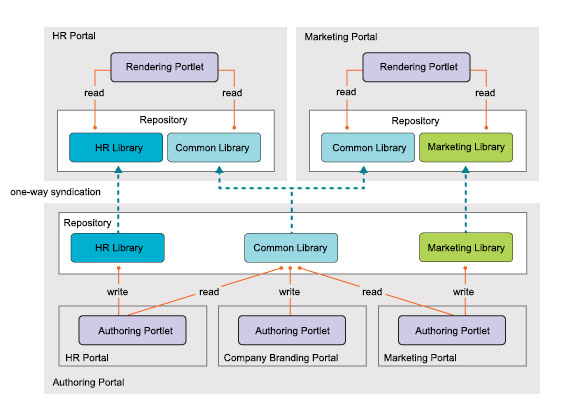 HR Portal
Marketing Portal
Rendering Portlet
Rendering Portlet
read
read
read
read
Repository
Repository
HR Library
Common Library
Common Library
Marketing Library
one-way syndication
Repository
HR Library
Common Library
Marketing Library
write
read
write
read
write
Authoring Portlet
Authoring Portlet
Authoring Portlet
HR Portal
Company Branding Portal
Marketing Portal
Authoring Portal